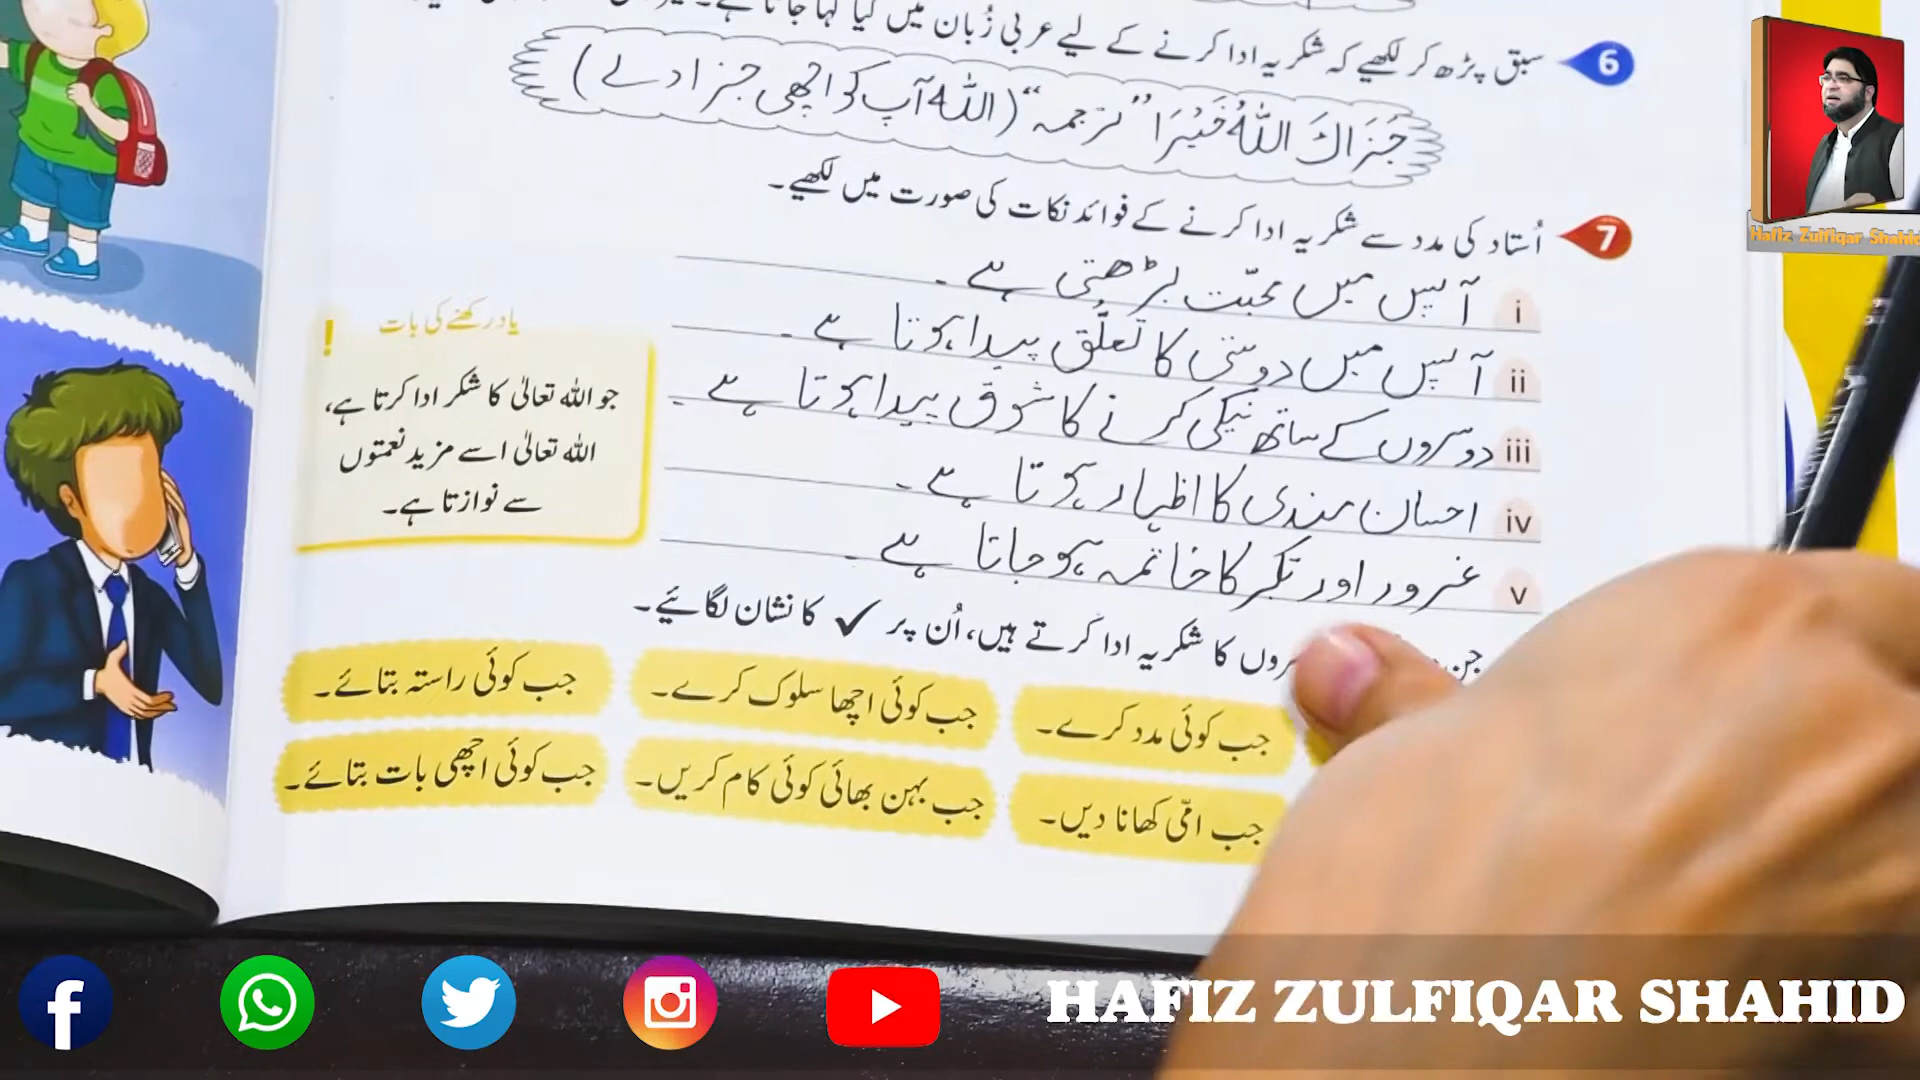 6 سبق پڑھ کر لکھیے کہ شکریہ ادا کرنے کے لیے عربی زُبان میں کیا کہا جاتا ہے۔
جَزَاكَ اللّٰهُ خَيْرَا" ترجمہ" (اللہ آپ کو اچھی جزا دے)
7 اُستاد کی مدد سے شکریہ ادا کرنے کے فوائد نکات کی صورت میں لکھیے۔
i آپس میں محبّت بڑھتی ہے۔
ii آپس میں دوستی کا تعلّق پیدا ہوتا ہے۔
iii دوسروں کے ساتھ نیکی کرنے کا شوق پیدا ہوتا ہے۔
iv احسان مندی کا اظہار ہوتا ہے۔
v غرور اور تکبر کا خاتمہ ہو جاتا ہے۔
یاد رکھنے کی بات !
جو اللہ تعالیٰ کا شکر ادا کرتا ہے،
اللہ تعالیٰ اسے مزید نعمتوں
سے نوازتا ہے۔
جن کا شکریہ ادا کرتے ہیں، اُن پر ✓ کا نشان لگائیے۔
جب کوئی مدد کرے۔ جب کوئی اچھا سلوک کرے۔ جب کوئی راستہ بتائے۔
جب امّی کھانا دیں۔ جب بہن بھائی کوئی کام کریں۔ جب کوئی اچھی بات بتائے۔
Hafiz Zulfiqar Shahid
HAFIZ ZULFIQAR SHAHID